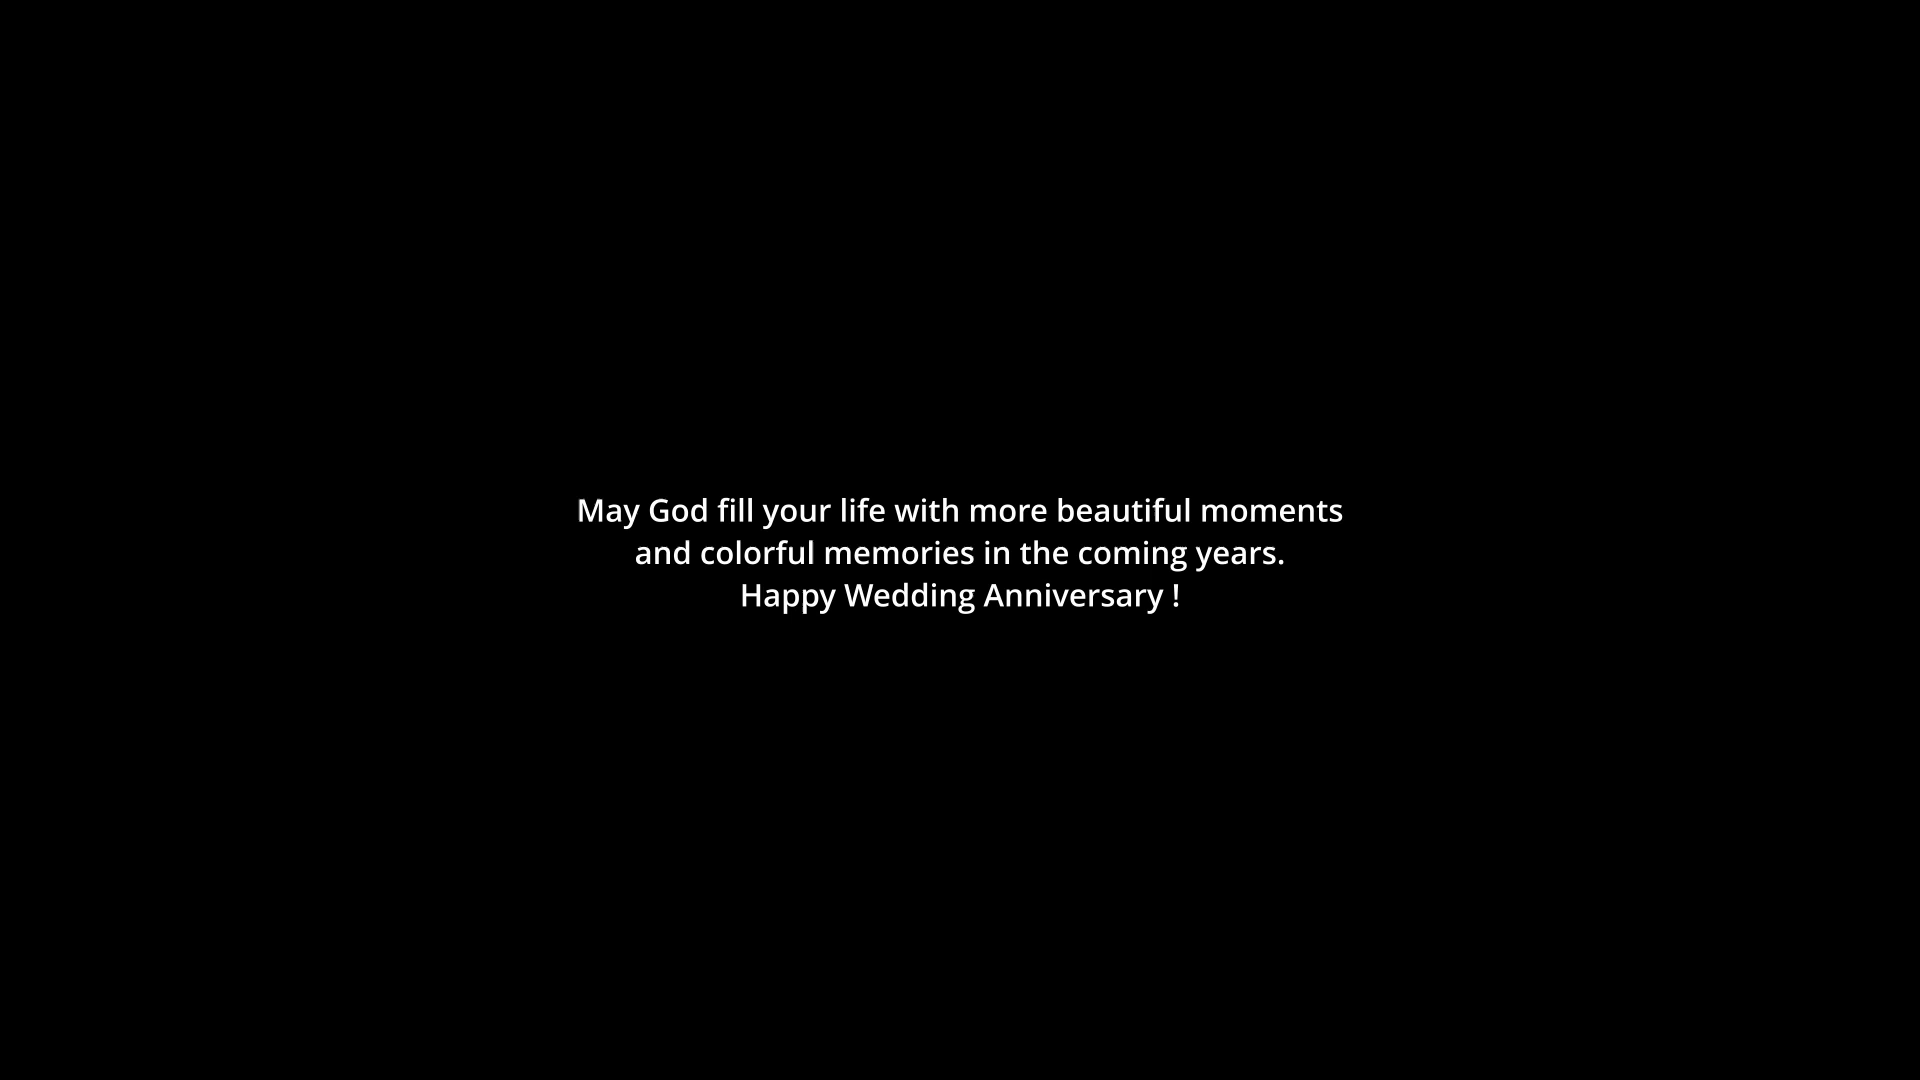 May God fill your life with more beautiful moments
and colorful memories in the coming years.
Happy Wedding Anniversary !